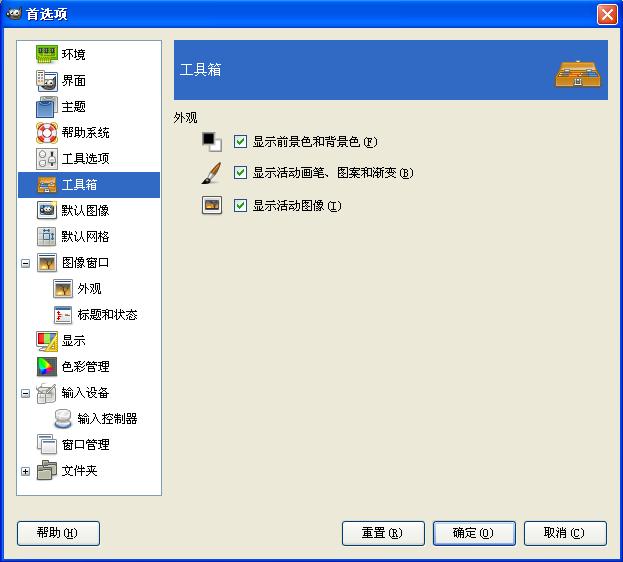 首选项
环境
界面
主题
帮助系统
工具选项
工具箱
默认图像
默认网格
图像窗口
外观
标题和状态
显示
色彩管理
输入设备
输入控制器
窗口管理
文件夹
工具箱
外观
显示前景色和背景色(F)
显示活动画笔、图案和渐变(B)
显示活动图像(I)
帮助(H)
重置(R)
确定(O)
取消(C)